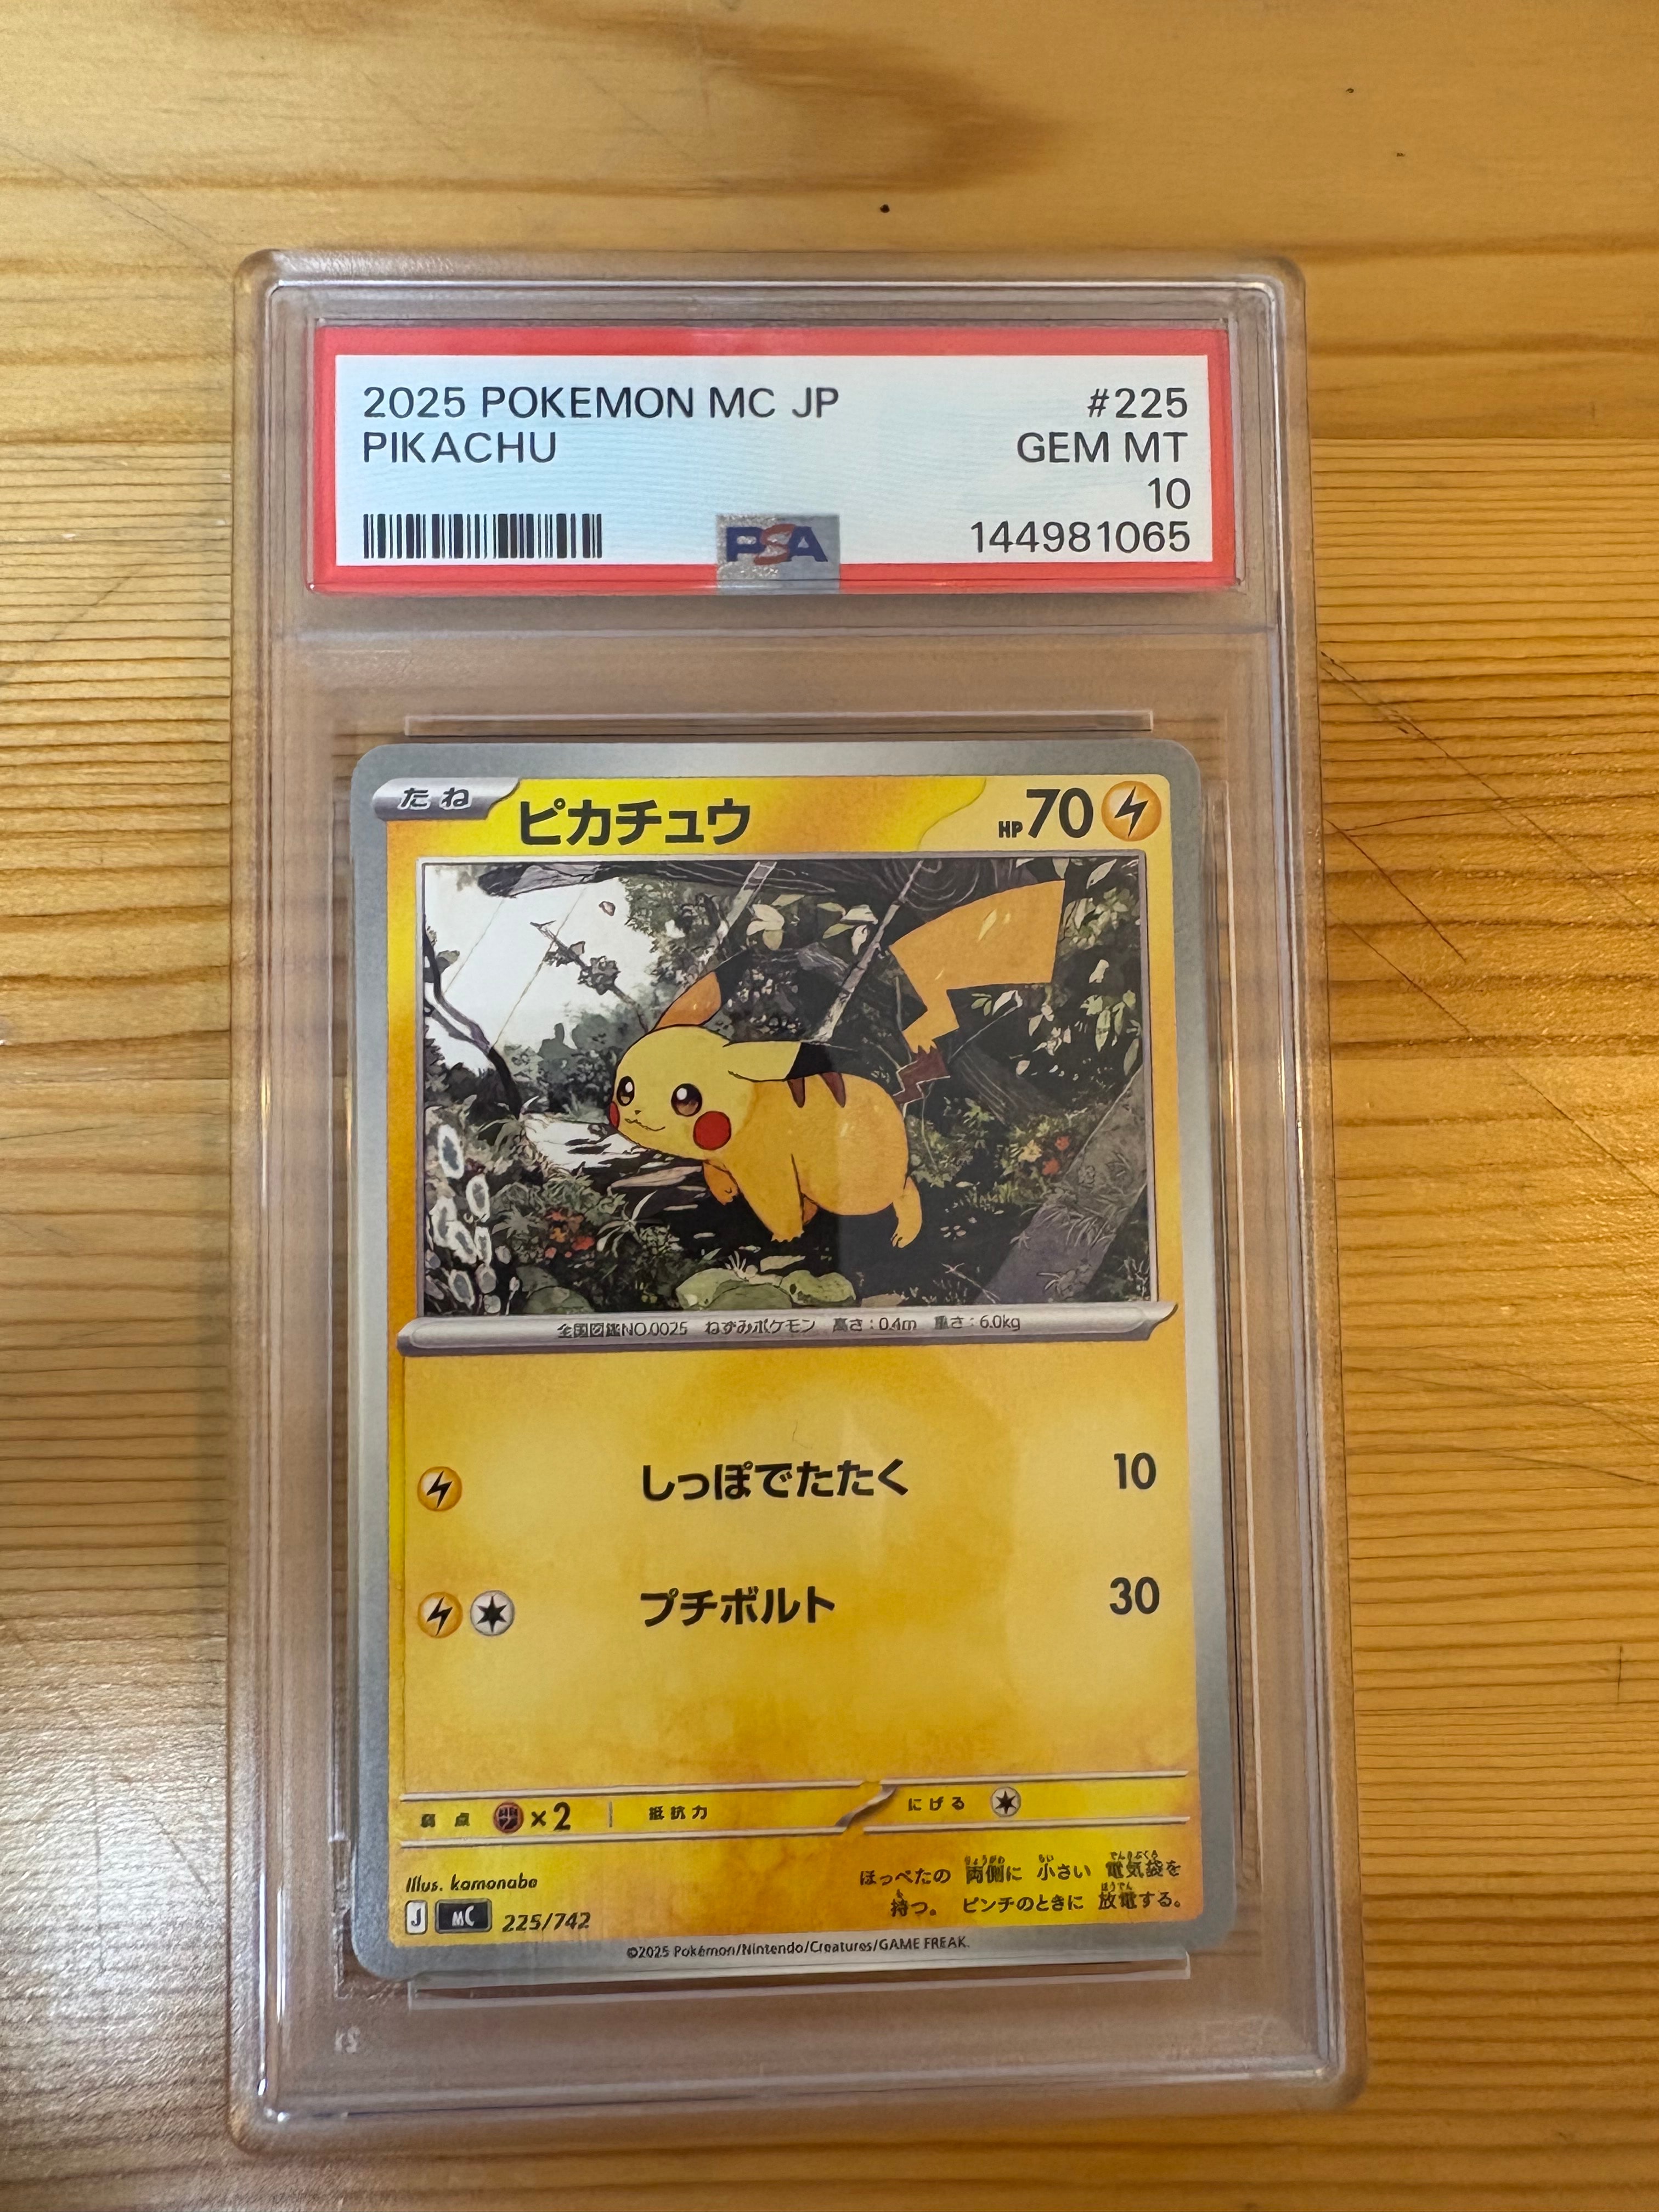 2025 POKEMON MC JP #225
PIKACHU GEM MT
10
PSA 144981065
たね ピカチュウ HP70
全国図鑑NO.0025 ねずみポケモン 高さ:0.4m 重さ:6.0kg
しっぽでたたく 10
プチボルト 30
弱点 ×2 抵抗力 にげる
Illus. kamonabe
ほっぺたの 両側に 小さい 電気袋を
持つ。 ピンチのときに 放電する。
J MC 225/742
©2025 Pokémon/Nintendo/Creatures/GAME FREAK.